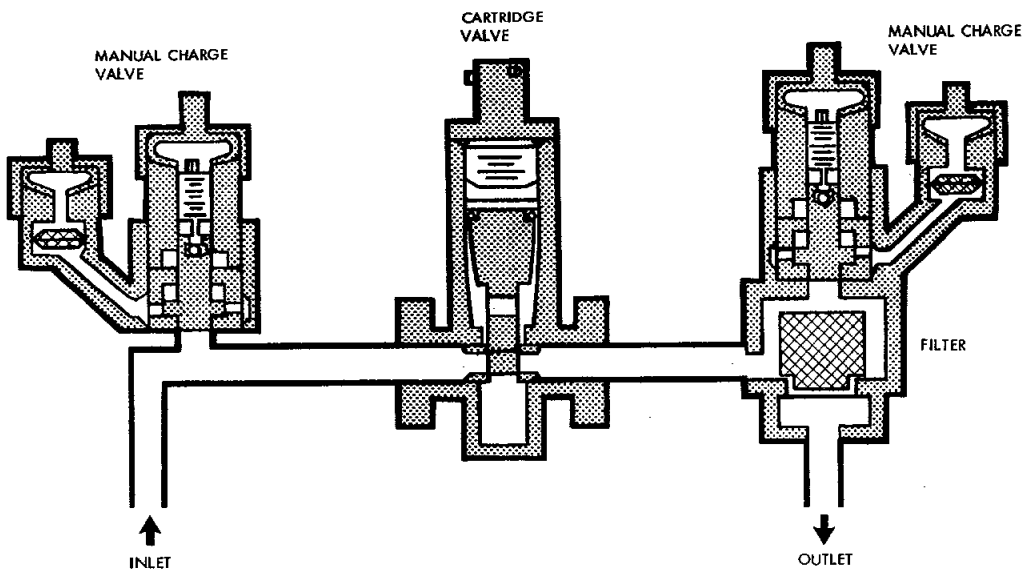 CARTRIDGE
VALVE
MANUAL CHARGE
VALVE
MANUAL CHARGE
VALVE
FILTER
INLET
OUTLET